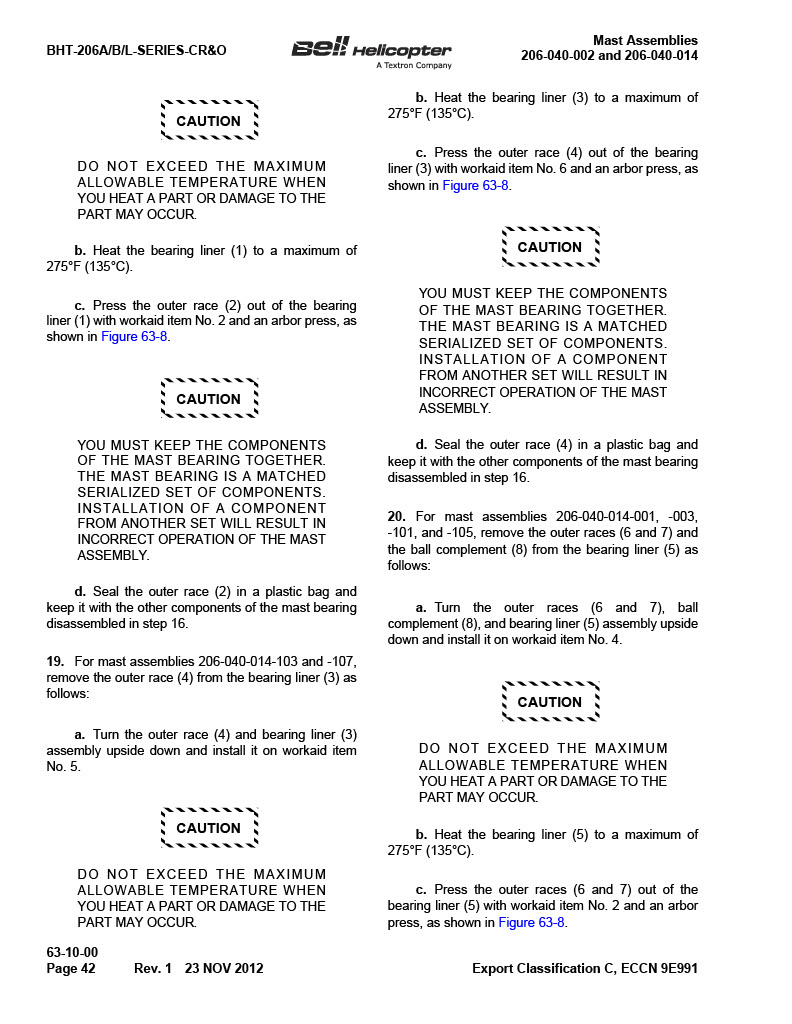 BHT-206A/B/L-SERIES-CR&O
Bell Helicopter
A Textron Company
Mast Assemblies
206-040-002 and 206-040-014
CAUTION
DO NOT EXCEED THE MAXIMUM
ALLOWABLE TEMPERATURE WHEN
YOU HEAT A PART OR DAMAGE TO THE
PART MAY OCCUR.
b. Heat the bearing liner (1) to a maximum of
275°F (135°C).
c. Press the outer race (2) out of the bearing
liner (1) with workaid item No. 2 and an arbor press, as
shown in Figure 63-8.
CAUTION
YOU MUST KEEP THE COMPONENTS
OF THE MAST BEARING TOGETHER.
THE MAST BEARING IS A MATCHED
SERIALIZED SET OF COMPONENTS.
INSTALLATION OF A COMPONENT
FROM ANOTHER SET WILL RESULT IN
INCORRECT OPERATION OF THE MAST
ASSEMBLY.
d. Seal the outer race (2) in a plastic bag and
keep it with the other components of the mast bearing
disassembled in step 16.
19. For mast assemblies 206-040-014-103 and -107,
remove the outer race (4) from the bearing liner (3) as
follows:
a. Turn the outer race (4) and bearing liner (3)
assembly upside down and install it on workaid item
No. 5.
CAUTION
DO NOT EXCEED THE MAXIMUM
ALLOWABLE TEMPERATURE WHEN
YOU HEAT A PART OR DAMAGE TO THE
PART MAY OCCUR.
b. Heat the bearing liner (3) to a maximum of
275°F (135°C).
c. Press the outer race (4) out of the bearing
liner (3) with workaid item No. 6 and an arbor press, as
shown in Figure 63-8.
CAUTION
YOU MUST KEEP THE COMPONENTS
OF THE MAST BEARING TOGETHER.
THE MAST BEARING IS A MATCHED
SERIALIZED SET OF COMPONENTS.
INSTALLATION OF A COMPONENT
FROM ANOTHER SET WILL RESULT IN
INCORRECT OPERATION OF THE MAST
ASSEMBLY.
d. Seal the outer race (4) in a plastic bag and
keep it with the other components of the mast bearing
disassembled in step 16.
20. For mast assemblies 206-040-014-001, -003,
-101, and -105, remove the outer races (6 and 7) and
the ball complement (8) from the bearing liner (5) as
follows:
a. Turn the outer races (6 and 7), ball
complement (8), and bearing liner (5) assembly upside
down and install it on workaid item No. 4.
CAUTION
DO NOT EXCEED THE MAXIMUM
ALLOWABLE TEMPERATURE WHEN
YOU HEAT A PART OR DAMAGE TO THE
PART MAY OCCUR.
b. Heat the bearing liner (5) to a maximum of
275°F (135°C).
c. Press the outer races (6 and 7) out of the
bearing liner (5) with workaid item No. 2 and an arbor
press, as shown in Figure 63-8.
63-10-00
Page 42 Rev. 1 23 NOV 2012
Export Classification C, ECCN 9E991